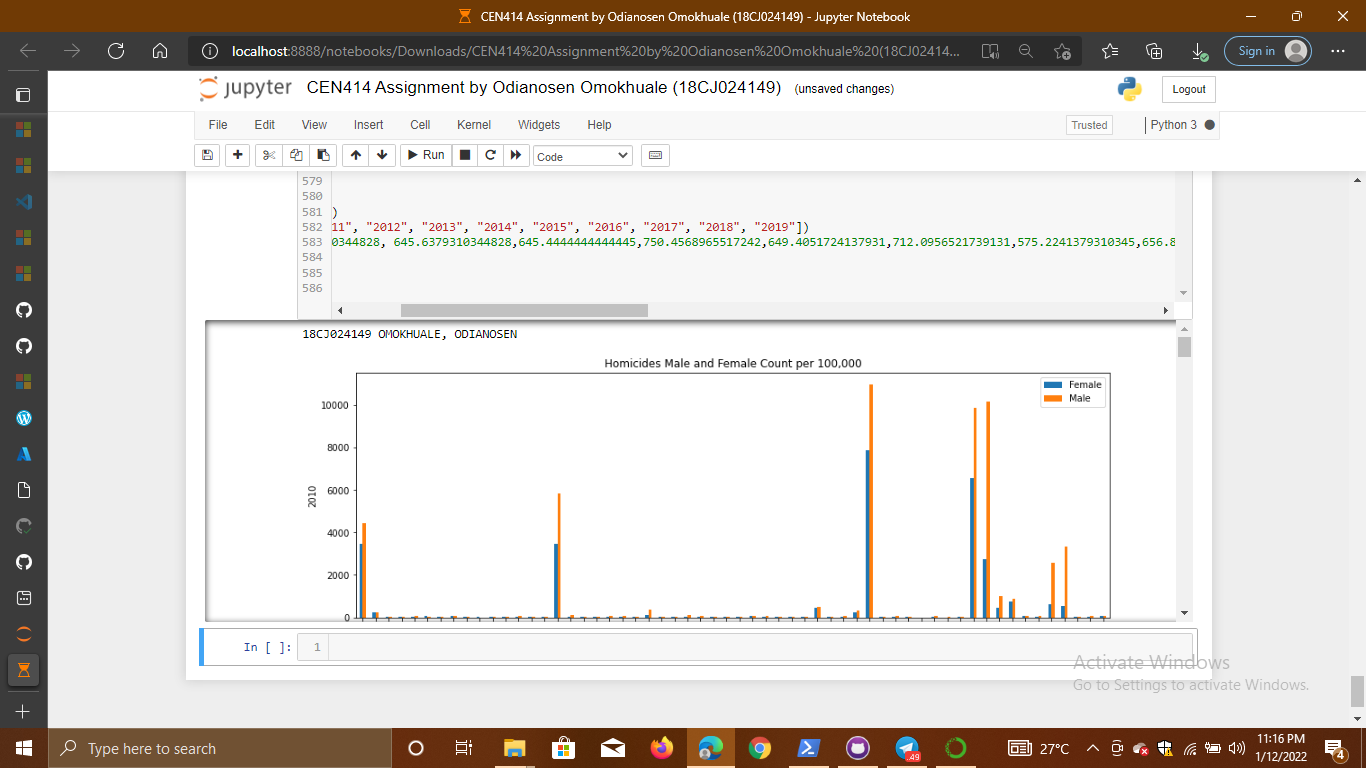 CEN414 Assignment by Odianosen Omokhuale (18CJ024149) - Jupyter Notebook
localhost:8888/notebooks/Downloads/CEN414%20Assignment%20by%20Odianosen%20Omokhuale%20(18CJ02414...
Sign in
jupyter CEN414 Assignment by Odianosen Omokhuale (18CJ024149) (unsaved changes)
Logout
File Edit View Insert Cell Kernel Widgets Help
Trusted
Python 3
Run
Code
579
580
581 )
582 11", "2012", "2013", "2014", "2015", "2016", "2017", "2018", "2019"])
583 0344828, 645.6379310344828,645.4444444444445,750.4568965517242,649.4051724137931,712.0956521739131,575.2241379310345,656.8
584
585
586
18CJ024149 OMOKHUALE, ODIANOSEN
Homicides Male and Female Count per 100,000
Female
Male
10000
8000
6000
4000
2000
0
2010
In [ ]: 1
Activate Windows
Go to Settings to activate Windows.
Type here to search
.49
27°C
11:16 PM
1/12/2022
4